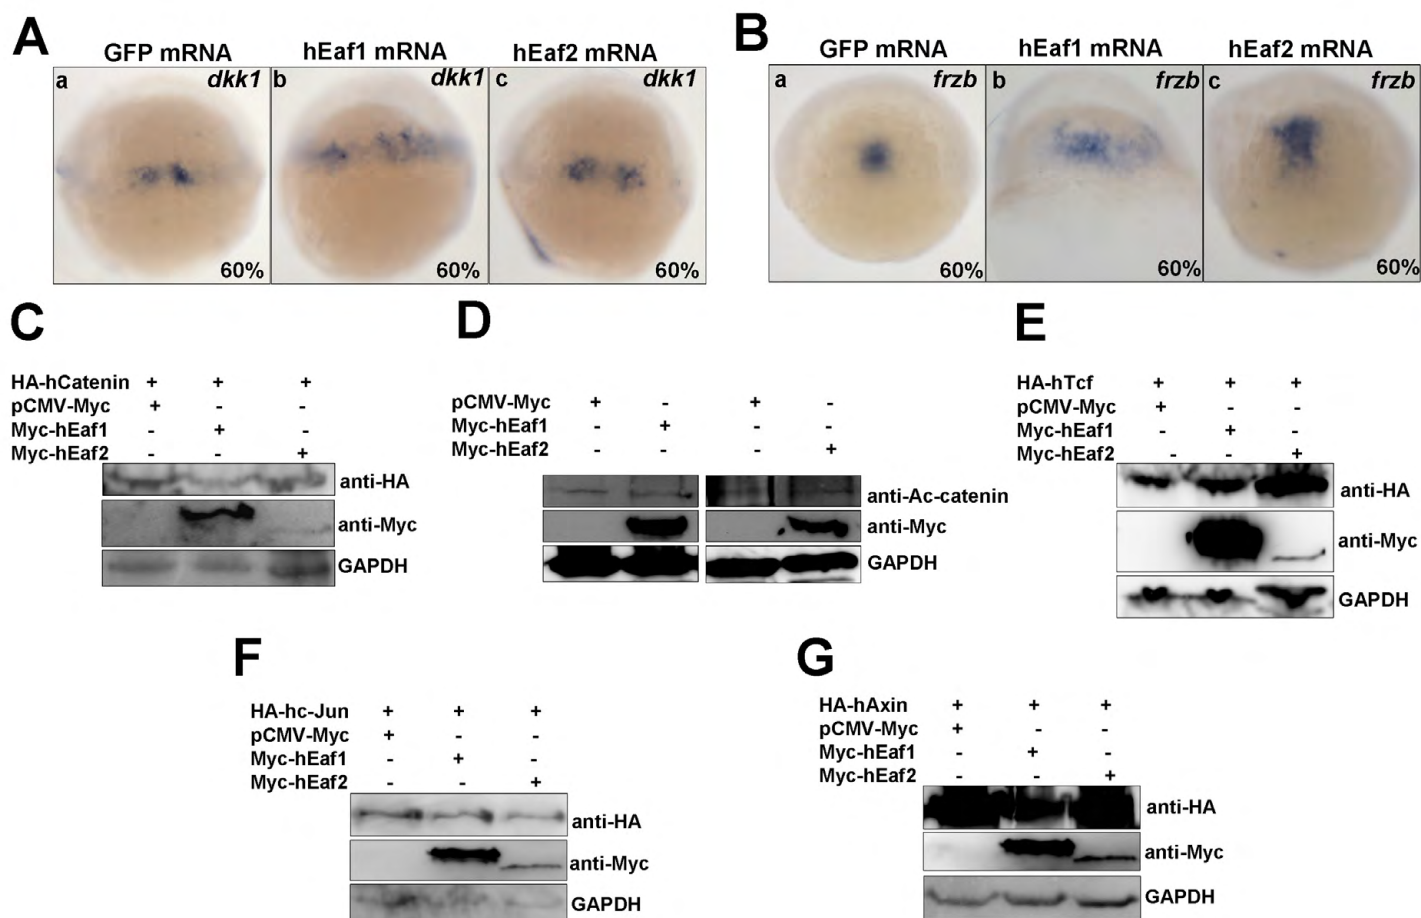 A
GFP mRNA hEaf1 mRNA hEaf2 mRNA
a dkk1 b dkk1 c dkk1
60% 60% 60%
B
GFP mRNA hEaf1 mRNA hEaf2 mRNA
a frzb b frzb c frzb
60% 60% 60%
C
HA-hCatenin + + +
pCMV-Myc + - -
Myc-hEaf1 - + -
Myc-hEaf2 - - +
anti-HA
anti-Myc
GAPDH
D
pCMV-Myc + - + -
Myc-hEaf1 - + - -
Myc-hEaf2 - - - +
anti-Ac-catenin
anti-Myc
GAPDH
E
HA-hTcf + + +
pCMV-Myc + - -
Myc-hEaf1 - + -
Myc-hEaf2 - - +
anti-HA
anti-Myc
GAPDH
F
HA-hc-Jun + + +
pCMV-Myc + - -
Myc-hEaf1 - + -
Myc-hEaf2 - - +
anti-HA
anti-Myc
GAPDH
G
HA-hAxin + + +
pCMV-Myc + - -
Myc-hEaf1 - + -
Myc-hEaf2 - - +
anti-HA
anti-Myc
GAPDH